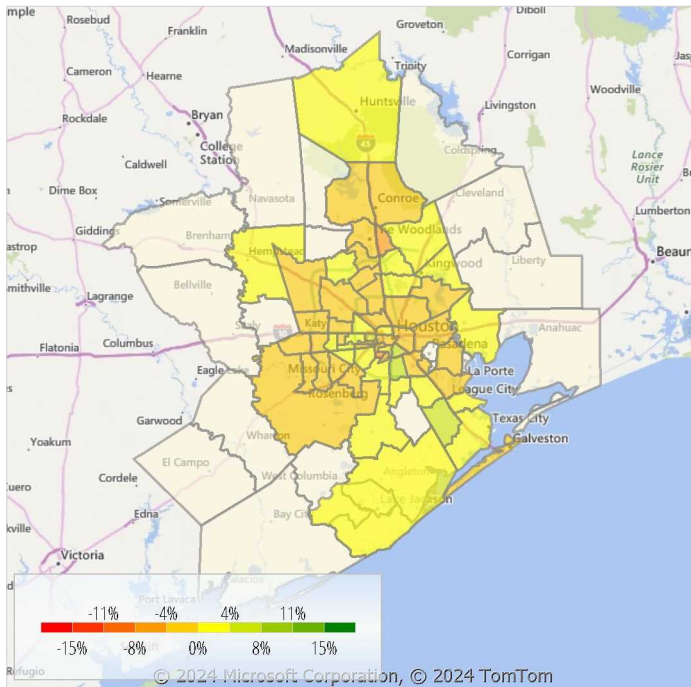 mple
Rosebud
Groveton
Diboll
Franklin
Madisonville
Corrigan
Trinity
Cameron
Hearne
Woodville
Huntsville
Livingston
Rockdale
Bryan
College
Station
45
Coldspring
Lance
Rosier
Unit
Caldwell
Dime Box
Somerville
Navasota
Conroe
Cleveland
Lumberton
Giddings
Brenham
The Woodlands
astrop
Hempstead
Kingwood
Liberty
Beaun
mithville
Bellville
Lagrange
Sealy
Katy
Houston
Anahuac
Flatonia
Columbus
Pasadena
Eagle Lake
Missouri City
La Porte
League City
Rosenberg
Garwood
Texas City
Wharton
Galveston
Yoakum
El Campo
West Columbia
Angleton
Cuero
Cordele
Lake Jackson
Edna
Bay City
kville
Victoria
Palacios
Port Lavaca
-11% -4% 4% 11%
-15% -8% 0% 8% 15%
Refugio
© 2024 Microsoft Corporation, © 2024 TomTom